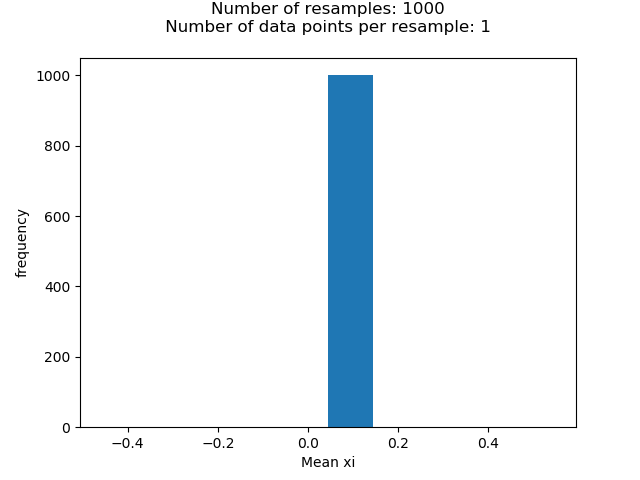 Number of resamples: 1000
Number of data points per resample: 1
1000
800
600
400
200
0
frequency
−0.4 −0.2 0.0 0.2 0.4
Mean xi